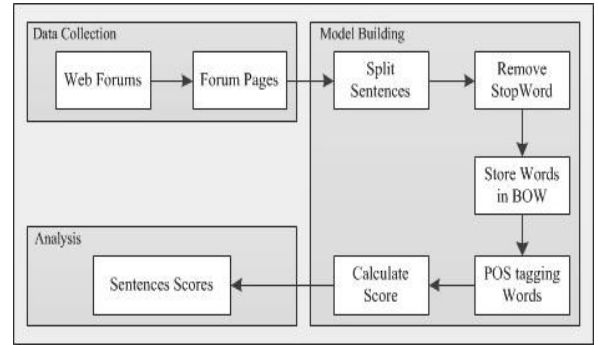 Data Collection
Web Forums
Forum Pages
Model Building
Split
Sentences
Remove
StopWord
Store Words
in BOW
POS tagging
Words
Calculate
Score
Analysis
Sentences Scores